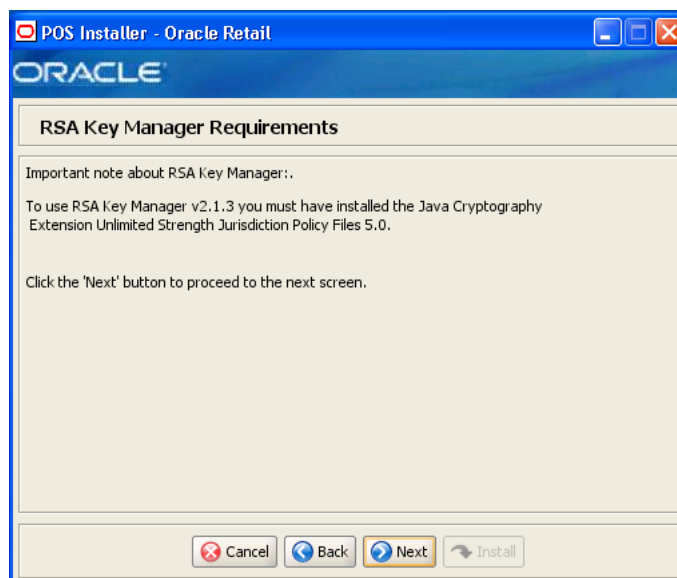 POS Installer - Oracle Retail
ORACLE
RSA Key Manager Requirements
Important note about RSA Key Manager:.
To use RSA Key Manager v2.1.3 you must have installed the Java Cryptography
Extension Unlimited Strength Jurisdiction Policy Files 5.0.
Click the 'Next' button to proceed to the next screen.
Cancel Back Next Install